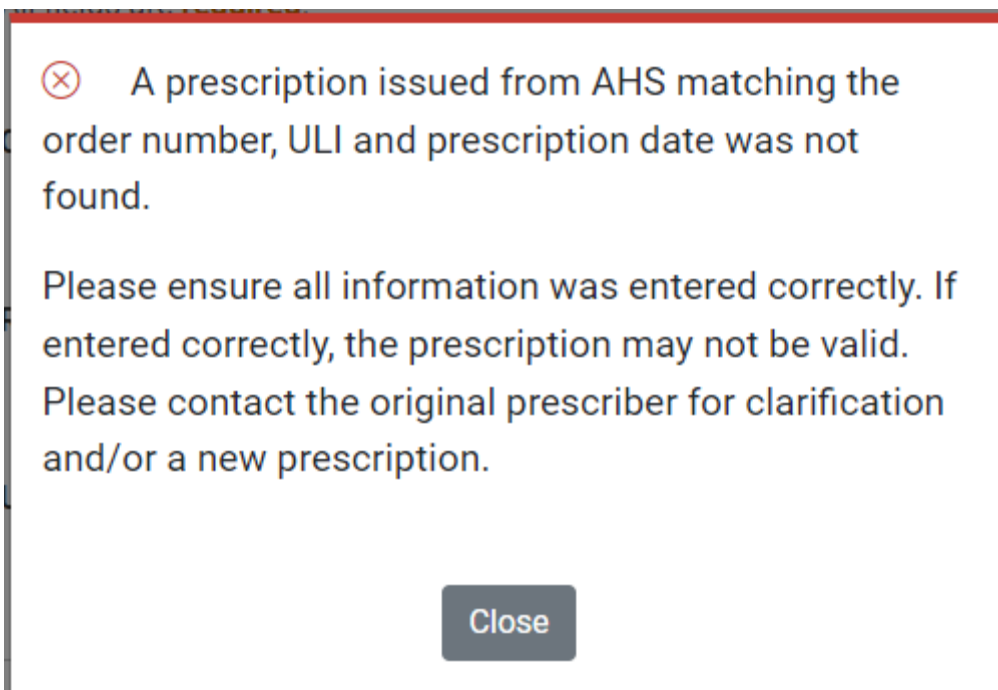 required.
A prescription issued from AHS matching the
order number, ULI and prescription date was not
found.
Please ensure all information was entered correctly. If
entered correctly, the prescription may not be valid.
Please contact the original prescriber for clarification
and/or a new prescription.
Close